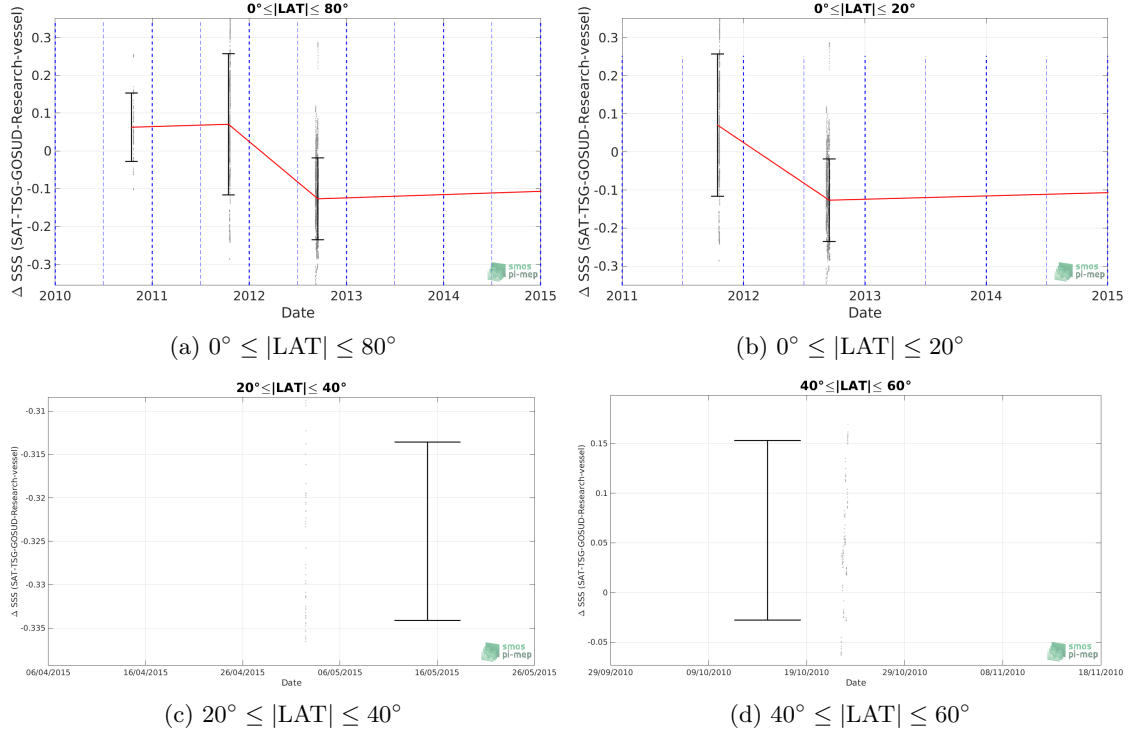 0°≤|LAT|≤ 80°
Δ SSS (SAT-TSG-GOSUD-Research-vessel)
0.3
0.2
0.1
0
-0.1
-0.2
-0.3
2010 2011 2012 2013 2014 2015
Date
smos
pi-mep
(a) 0° ≤ |LAT| ≤ 80°
0°≤|LAT|≤ 20°
Δ SSS (SAT-TSG-GOSUD-Research-vessel)
0.3
0.2
0.1
0
-0.1
-0.2
-0.3
2011 2012 2013 2014 2015
Date
smos
pi-mep
(b) 0° ≤ |LAT| ≤ 20°
20°≤|LAT|≤ 40°
Δ SSS (SAT-TSG-GOSUD-Research-vessel)
-0.31
-0.315
-0.32
-0.325
-0.33
-0.335
06/04/2015 16/04/2015 26/04/2015 06/05/2015 16/05/2015 26/05/2015
Date
smos
pi-mep
(c) 20° ≤ |LAT| ≤ 40°
40°≤|LAT|≤ 60°
Δ SSS (SAT-TSG-GOSUD-Research-vessel)
0.15
0.1
0.05
0
-0.05
29/09/2010 09/10/2010 19/10/2010 29/10/2010 08/11/2010 18/11/2010
Date
smos
pi-mep
(d) 40° ≤ |LAT| ≤ 60°